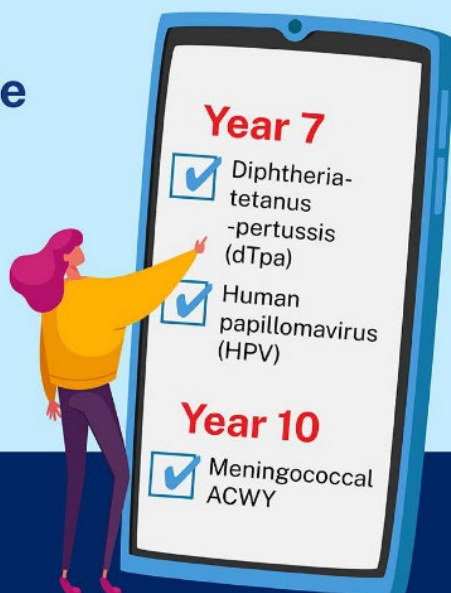 e
Year 7
Diphtheria-
tetanus
-pertussis
(dTpa)
Human
papillomavirus
(HPV)
Year 10
Meningococcal
ACWY